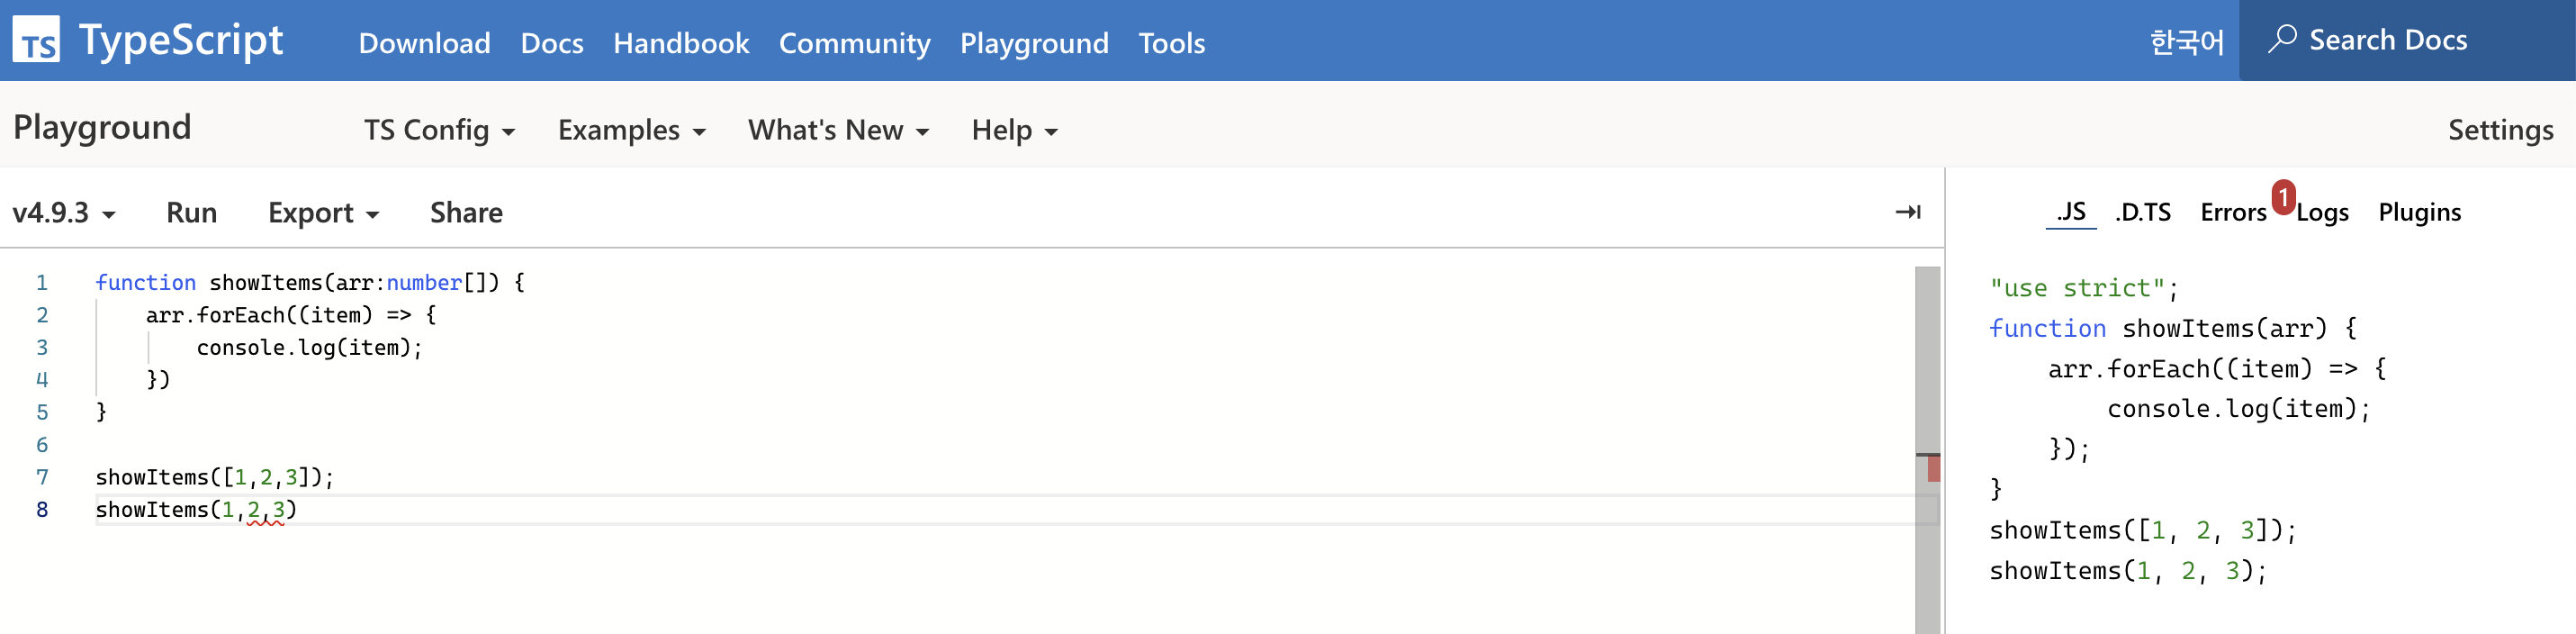 TS TypeScript Download Docs Handbook Community Playground Tools 한국어 Search Docs
Playground TS Config Examples What's New Help Settings
v4.9.3 Run Export Share
.JS .D.TS Errors 1 Logs Plugins
1 function showItems(arr:number[]) {
2 arr.forEach((item) => {
3 console.log(item);
4 })
5 }
6
7 showItems([1,2,3]);
8 showItems(1,2,3)
"use strict";
function showItems(arr) {
arr.forEach((item) => {
console.log(item);
});
}
showItems([1, 2, 3]);
showItems(1, 2, 3);